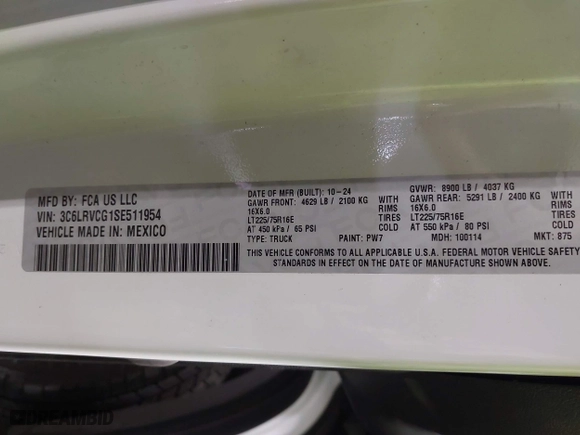 MFD BY: FCA US LLC
VIN: 3C6LRVCG1SE511954
VEHICLE MADE IN: MEXICO
DATE OF MFR (BUILT): 10-24
GAWR FRONT: 4629 LB / 2100 KG WITH
16X6.0 RIMS
LT225/75R16E TIRES
AT 450 kPa / 65 PSI COLD
TYPE: TRUCK PAINT: PW7
GVWR: 8900 LB / 4037 KG
GAWR REAR: 5291 LB / 2400 KG WITH
16X6.0 RIMS
LT225/75R16E TIRES
AT 550 kPa / 80 PSI COLD
MDH: 100114 MKT: 875
THIS VEHICLE CONFORMS TO ALL APPLICABLE U.S.A. FEDERAL MOTOR VEHICLE SAFETY
STANDARDS IN EFFECT ON THE DATE OF MANUFACTURE SHOWN ABOVE.
DREAMBID